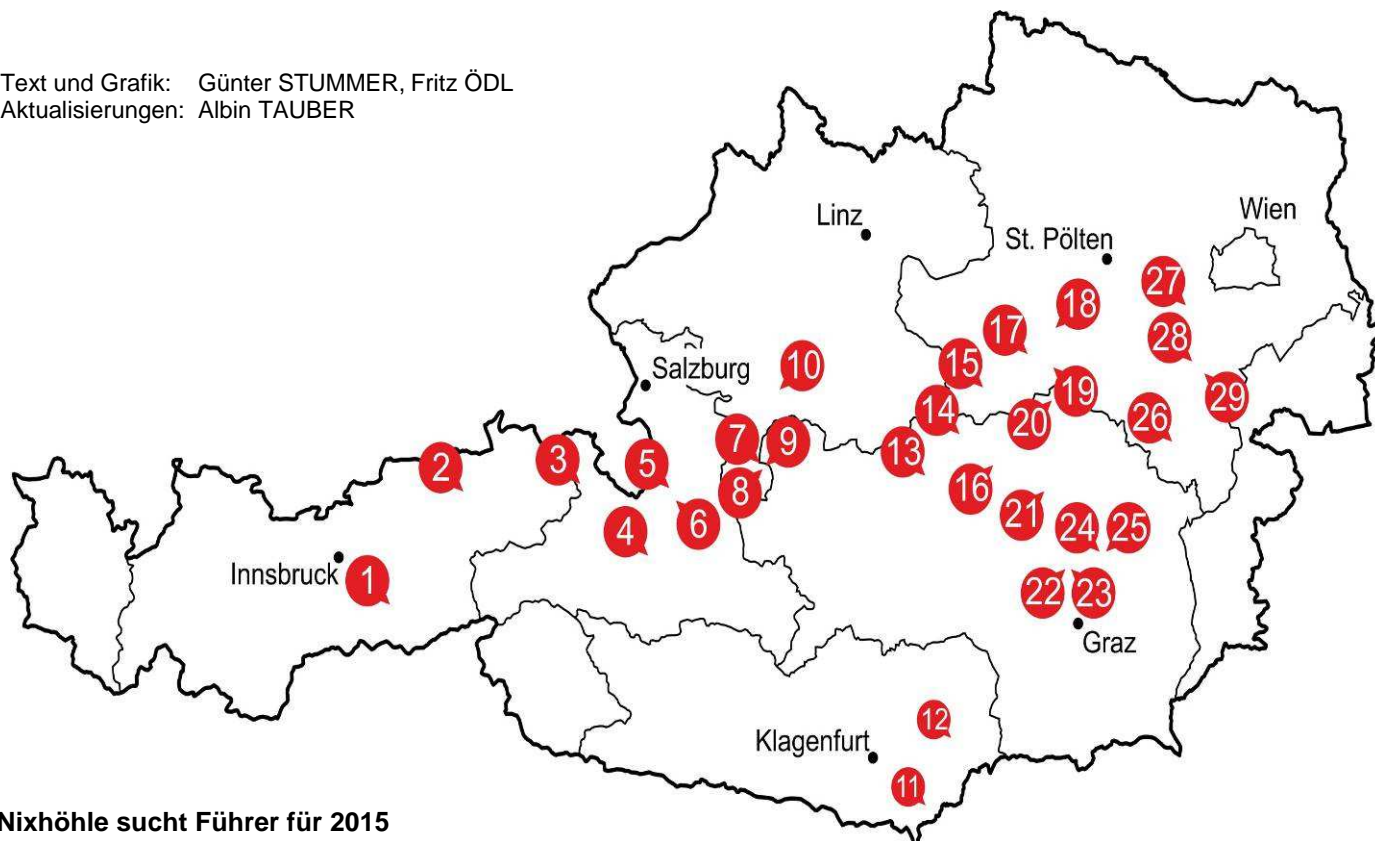 Text und Grafik: Günter STUMMER, Fritz ÖDL
Aktualisierungen: Albin TAUBER
Linz
Wien
St. Pölten
27
18
17
28
Salzburg
10
15
19
29
14
20
26
7
9
13
2
3
5
8
16
6
21
24
25
4
Innsbruck
1
22
23
Graz
12
Klagenfurt
11
Nixhöhle sucht Führer für 2015